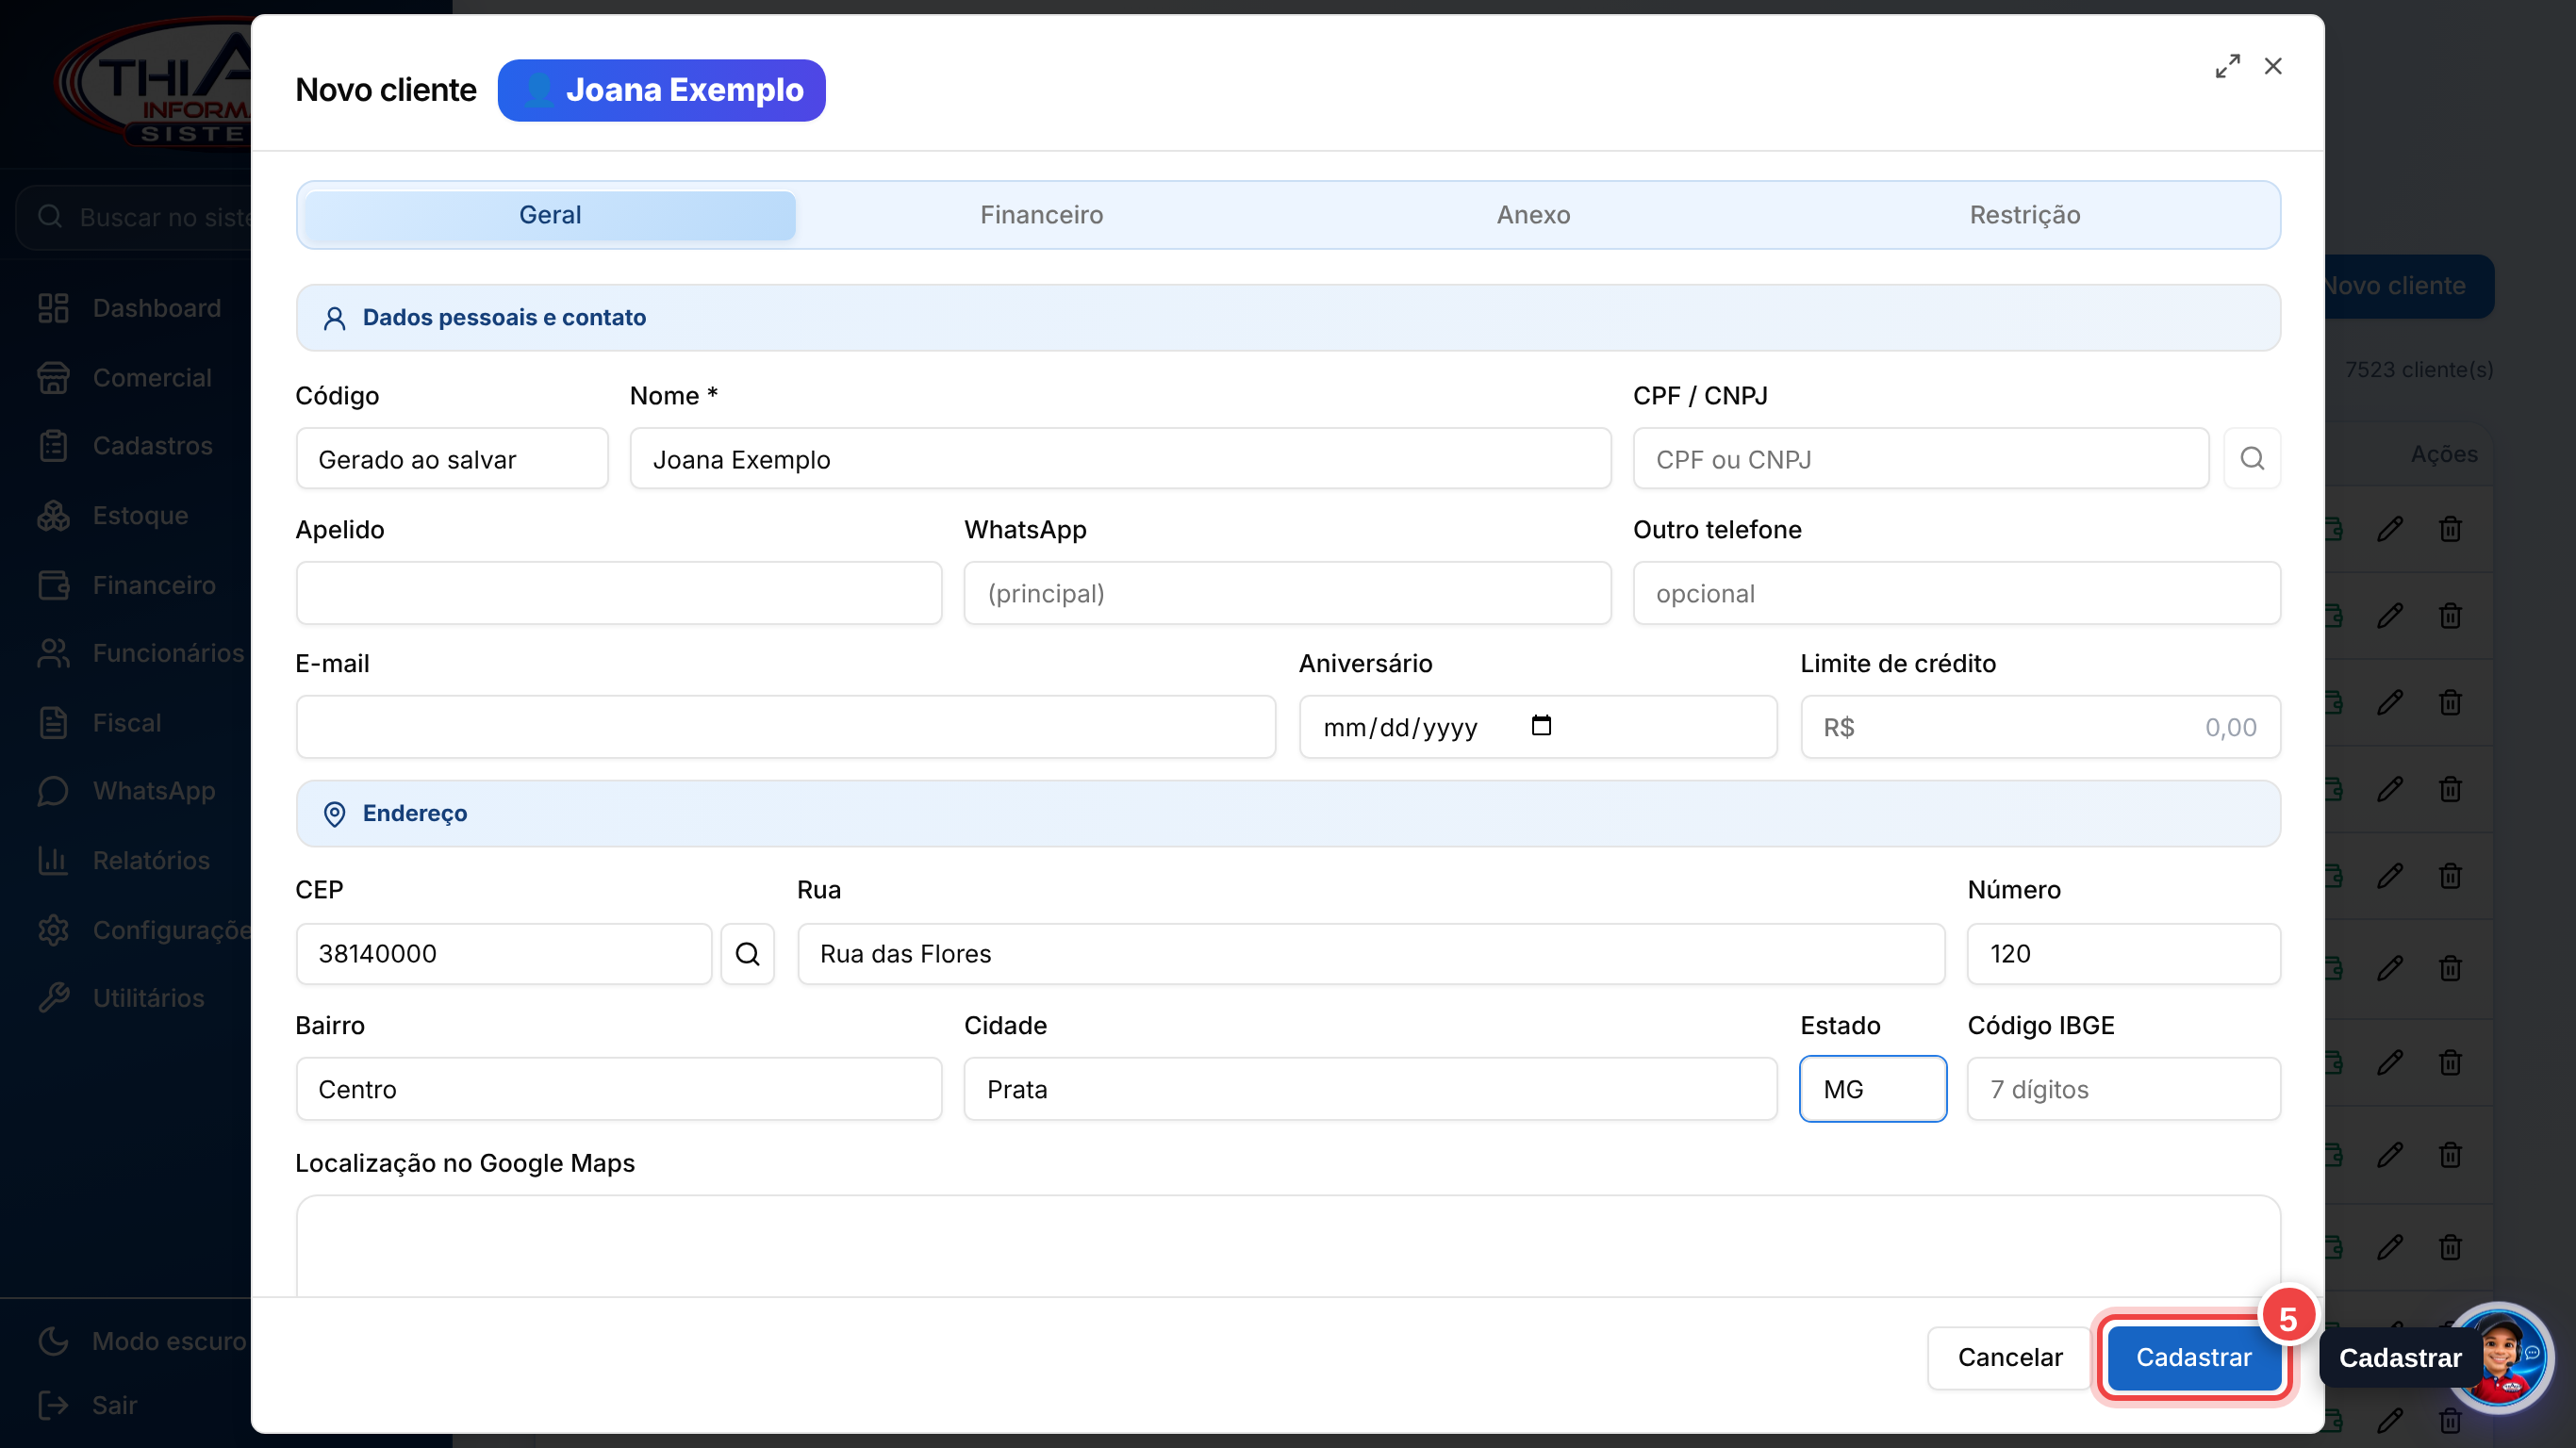 THIA
INFORMA
SISTE
Buscar no siste
Dashboard
Comercial
Cadastros
Estoque
Financeiro
Funcionários
Fiscal
WhatsApp
Relatórios
Configuraçõe
Utilitários
Modo escuro
Sair
Novo cliente
Joana Exemplo
Geral
Financeiro
Anexo
Restrição
Dados pessoais e contato
Código
Nome *
CPF / CNPJ
Gerado ao salvar
Joana Exemplo
CPF ou CNPJ
Apelido
WhatsApp
Outro telefone
(principal)
opcional
E-mail
Aniversário
Limite de crédito
mm/dd/yyyy
R$
0,00
Endereço
CEP
Rua
Número
38140000
Rua das Flores
120
Bairro
Cidade
Estado
Código IBGE
Centro
Prata
MG
7 dígitos
Localização no Google Maps
Cancelar
Cadastrar
5
Cadastrar
Novo cliente
7523 cliente(s)
Ações